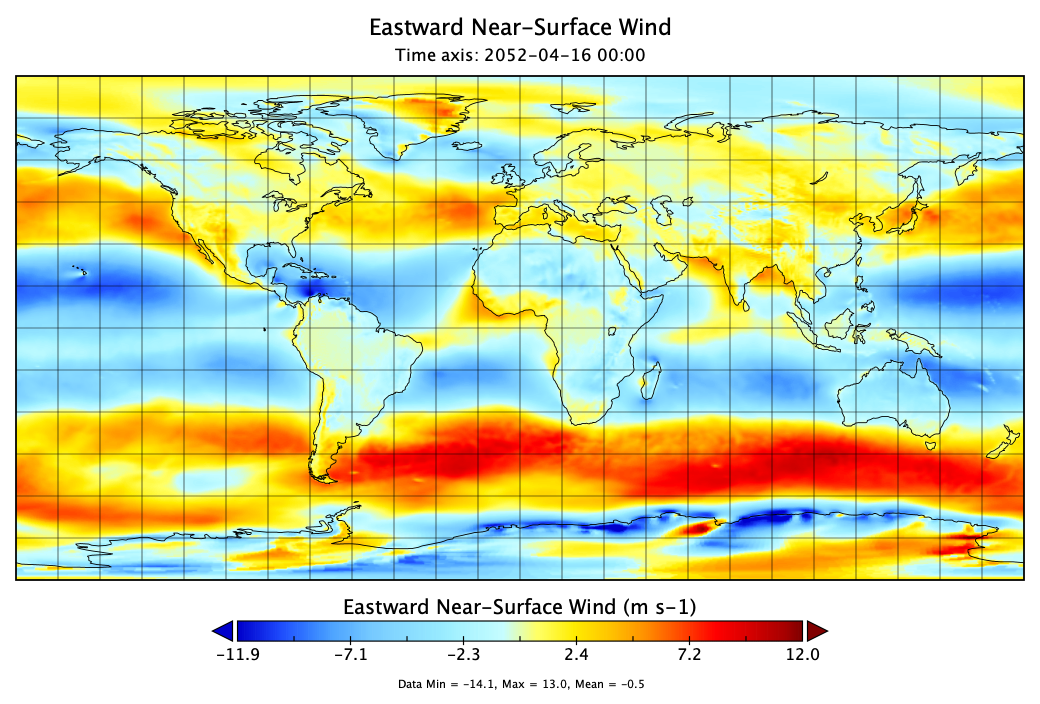 Eastward Near-Surface Wind
Time axis: 2052-04-16 00:00
Eastward Near-Surface Wind (m s-1)
-11.9 -7.1 -2.3 2.4 7.2 12.0
Data Min = -14.1, Max = 13.0, Mean = -0.5